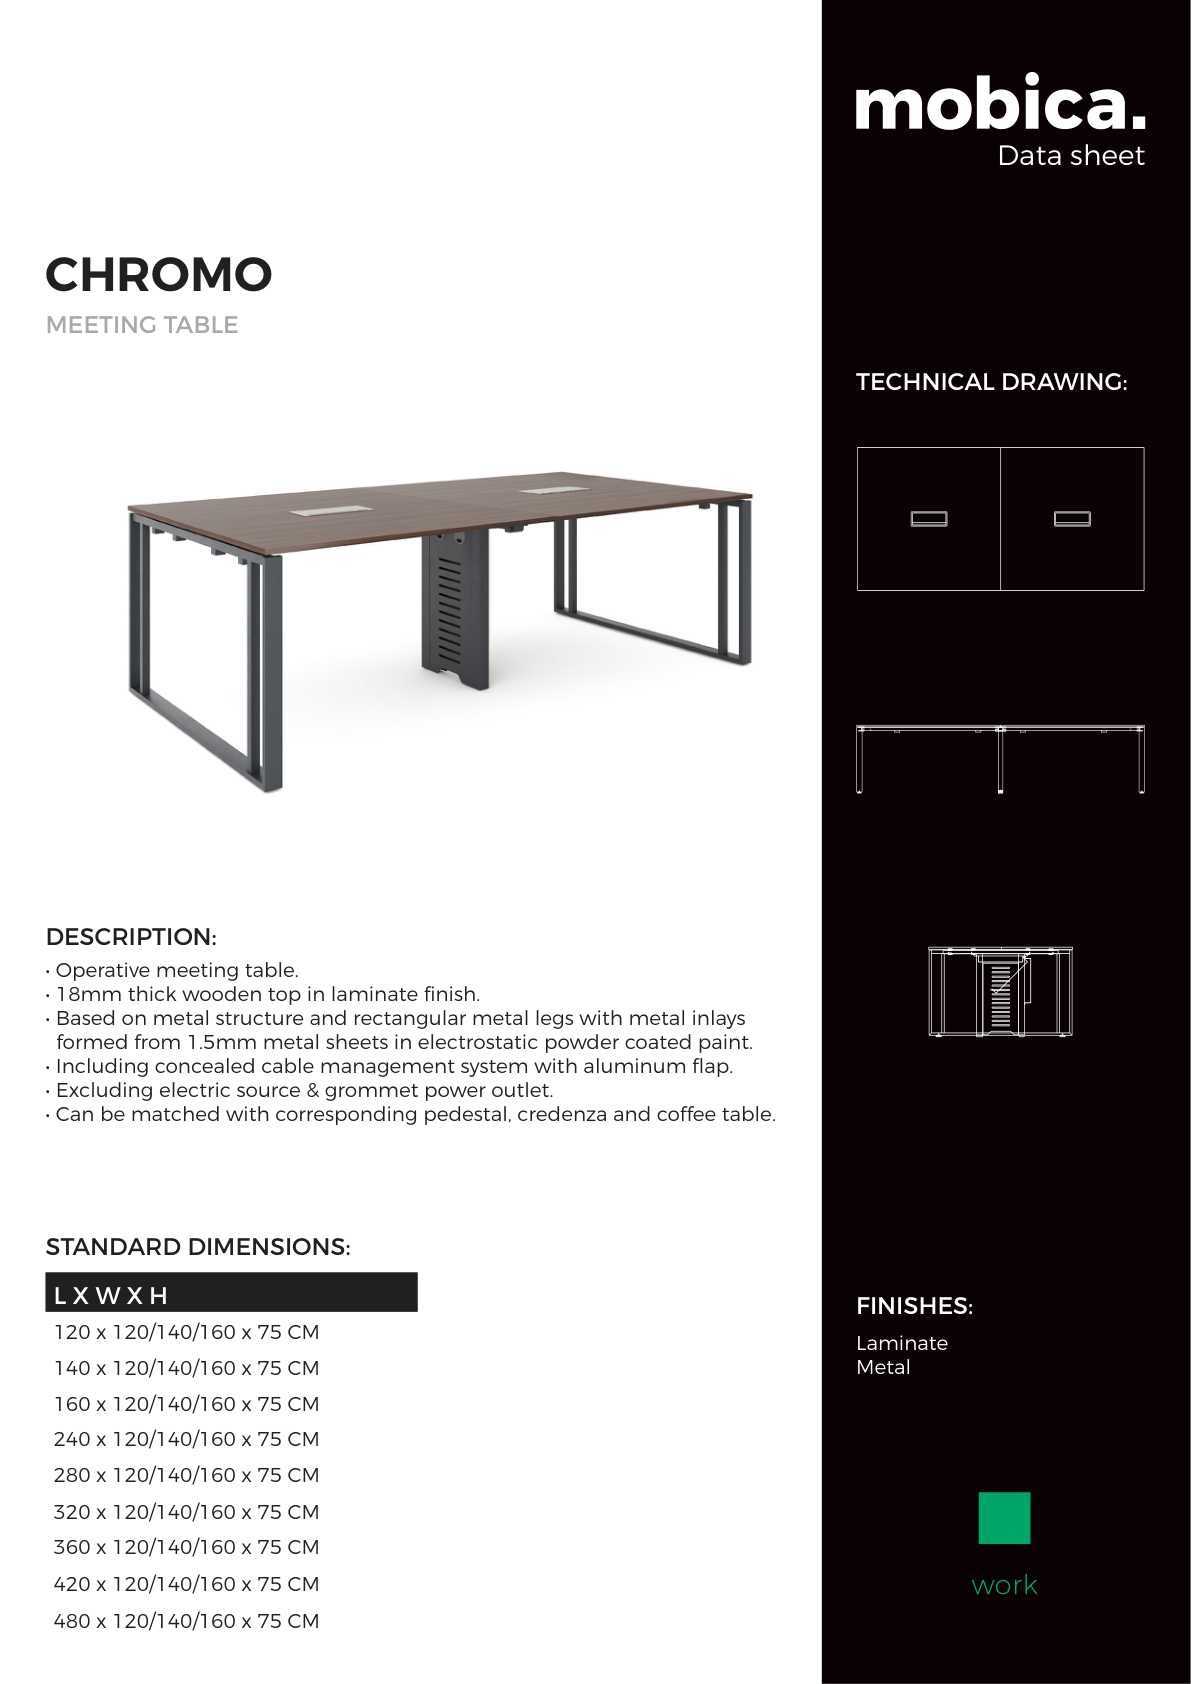 mobica.
Data sheet
CHROMO
MEETING TABLE
TECHNICAL DRAWING:
DESCRIPTION:
• Operative meeting table.
• 18mm thick wooden top in laminate finish.
• Based on metal structure and rectangular metal legs with metal inlays
formed from 1.5mm metal sheets in electrostatic powder coated paint.
• Including concealed cable management system with aluminum flap.
• Excluding electric source & grommet power outlet.
• Can be matched with corresponding pedestal, credenza and coffee table.
STANDARD DIMENSIONS:
L X W X H
120 x 120/140/160 x 75 CM
140 x 120/140/160 x 75 CM
160 x 120/140/160 x 75 CM
240 x 120/140/160 x 75 CM
280 x 120/140/160 x 75 CM
320 x 120/140/160 x 75 CM
360 x 120/140/160 x 75 CM
420 x 120/140/160 x 75 CM
480 x 120/140/160 x 75 CM
FINISHES:
Laminate
Metal
work